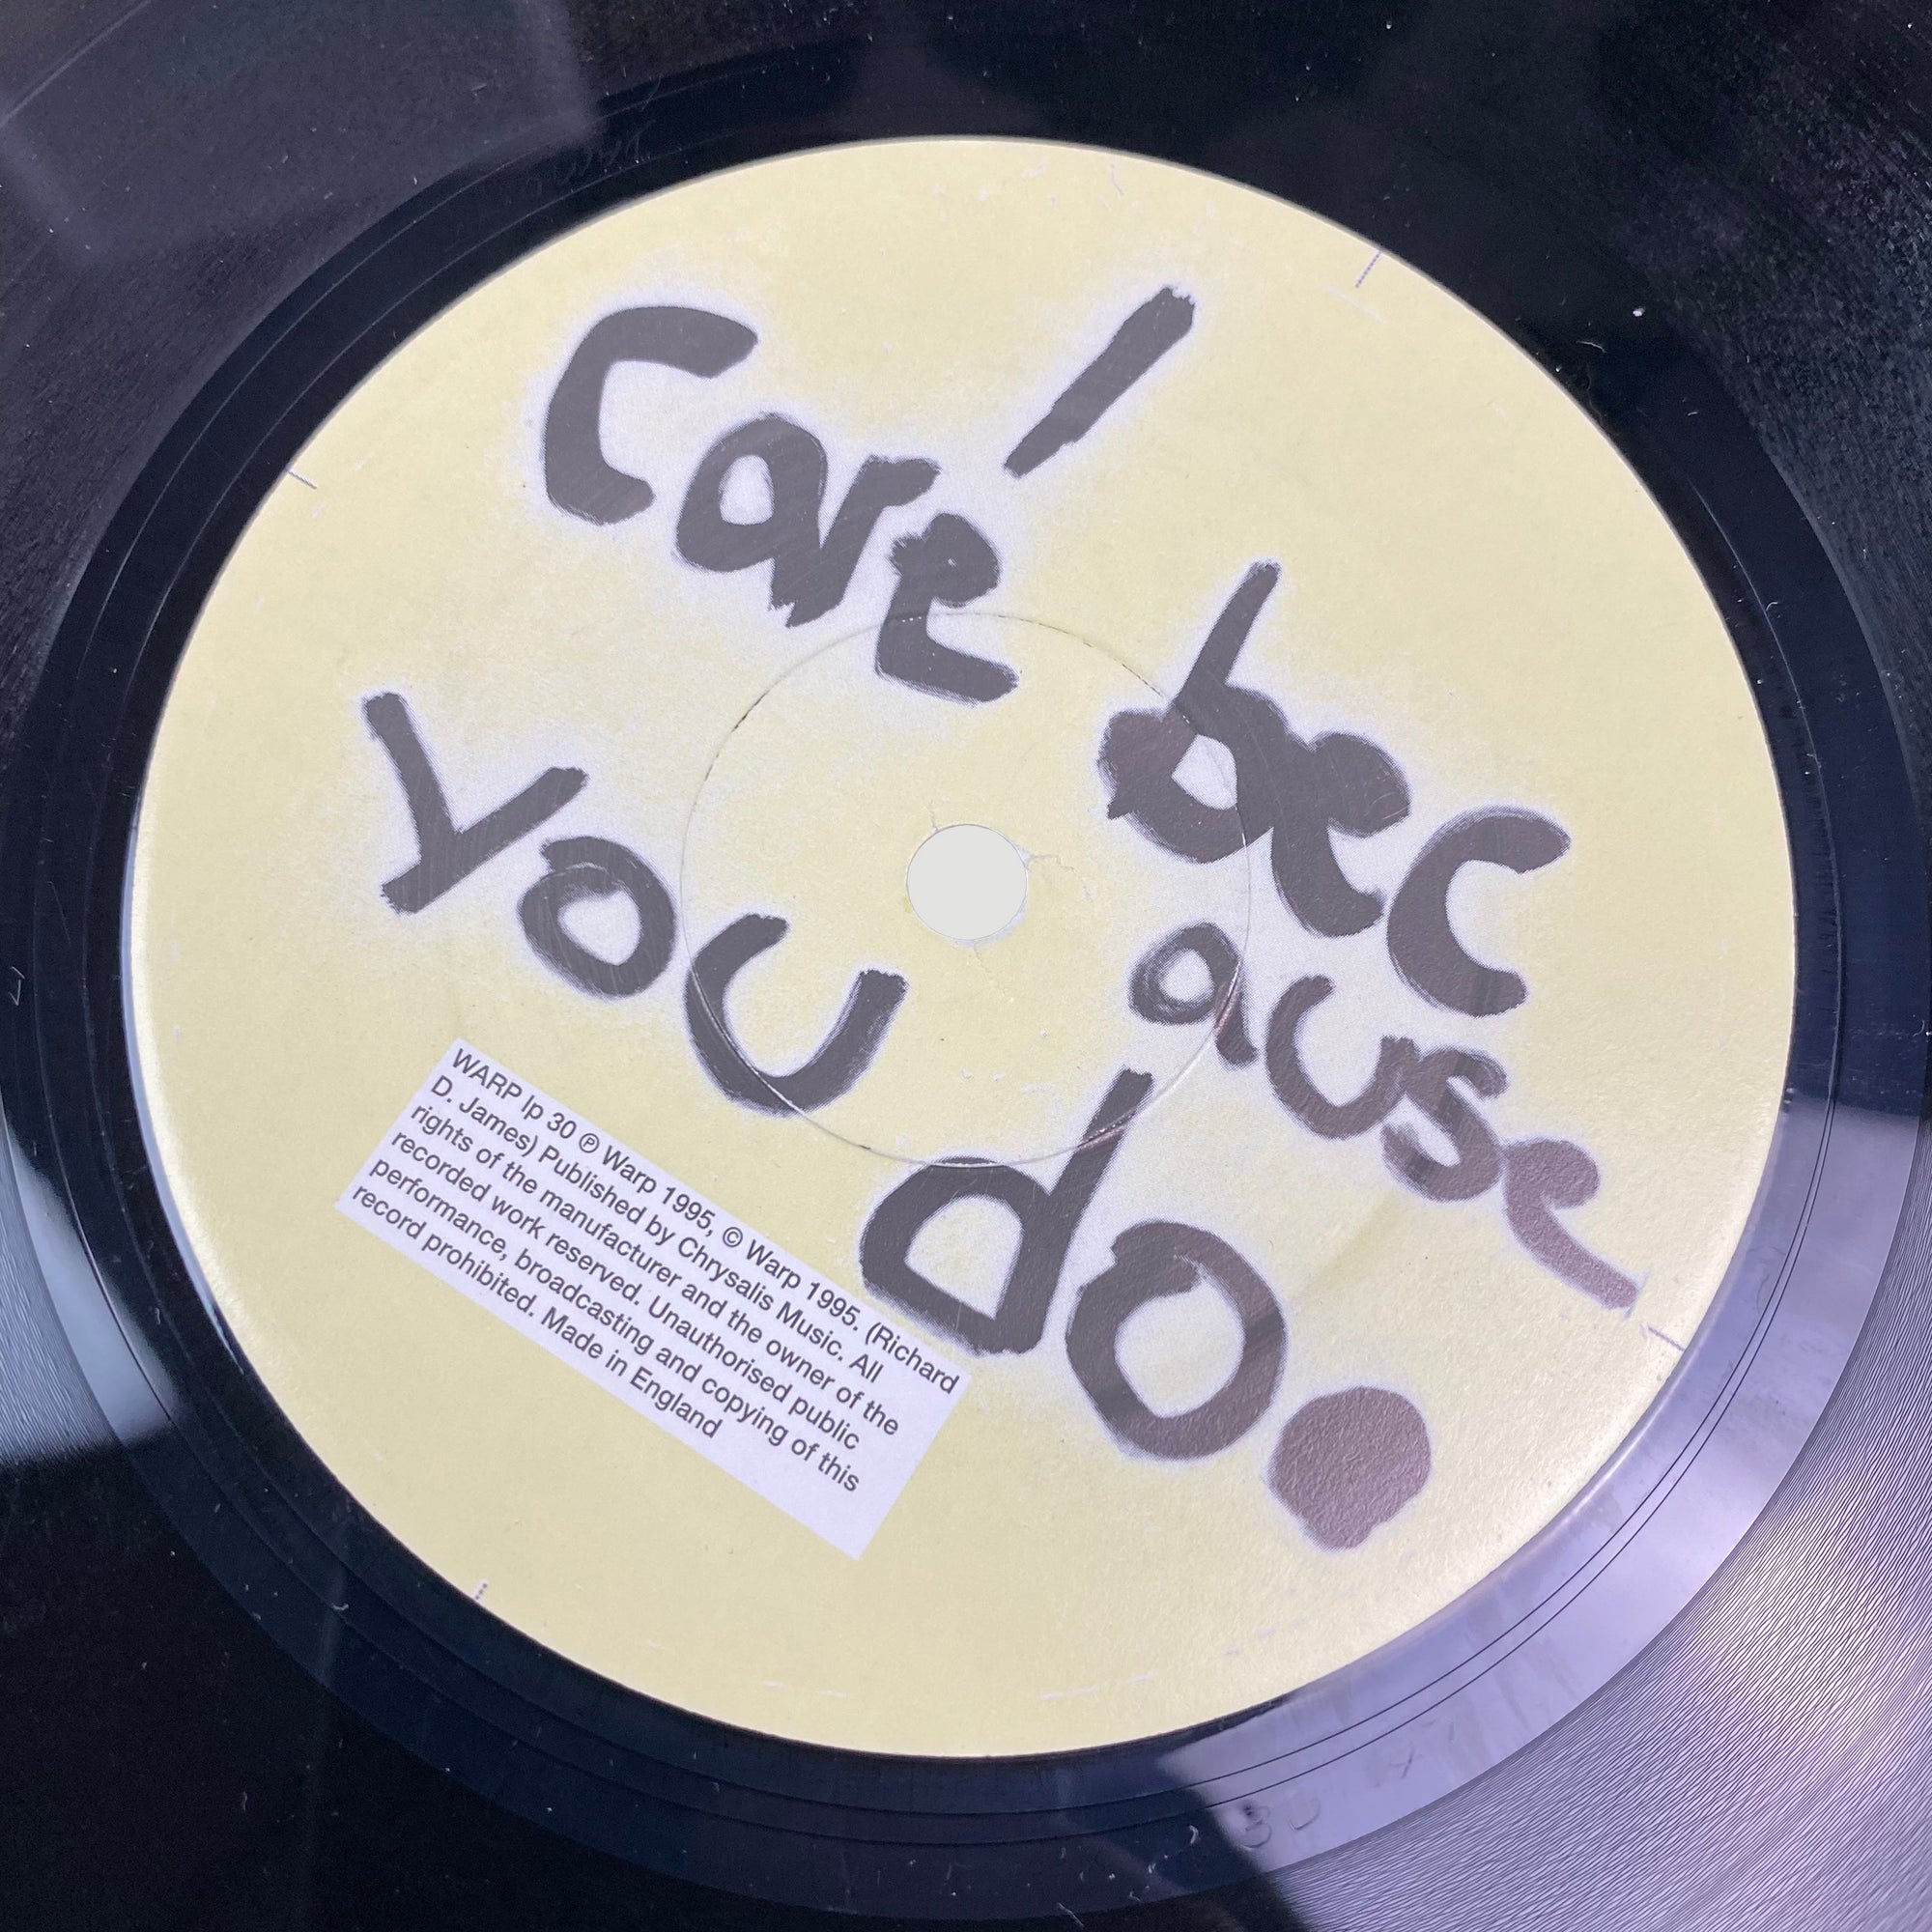 I
Care
bec
ause
You
do.
WARP lp 30 ℗ Warp 1995, © Warp 1995. (Richard
D. James) Published by Chrysalis Music. All
rights of the manufacturer and the owner of the
recorded work reserved. Unauthorised public
performance, broadcasting and copying of this
record prohibited. Made in England